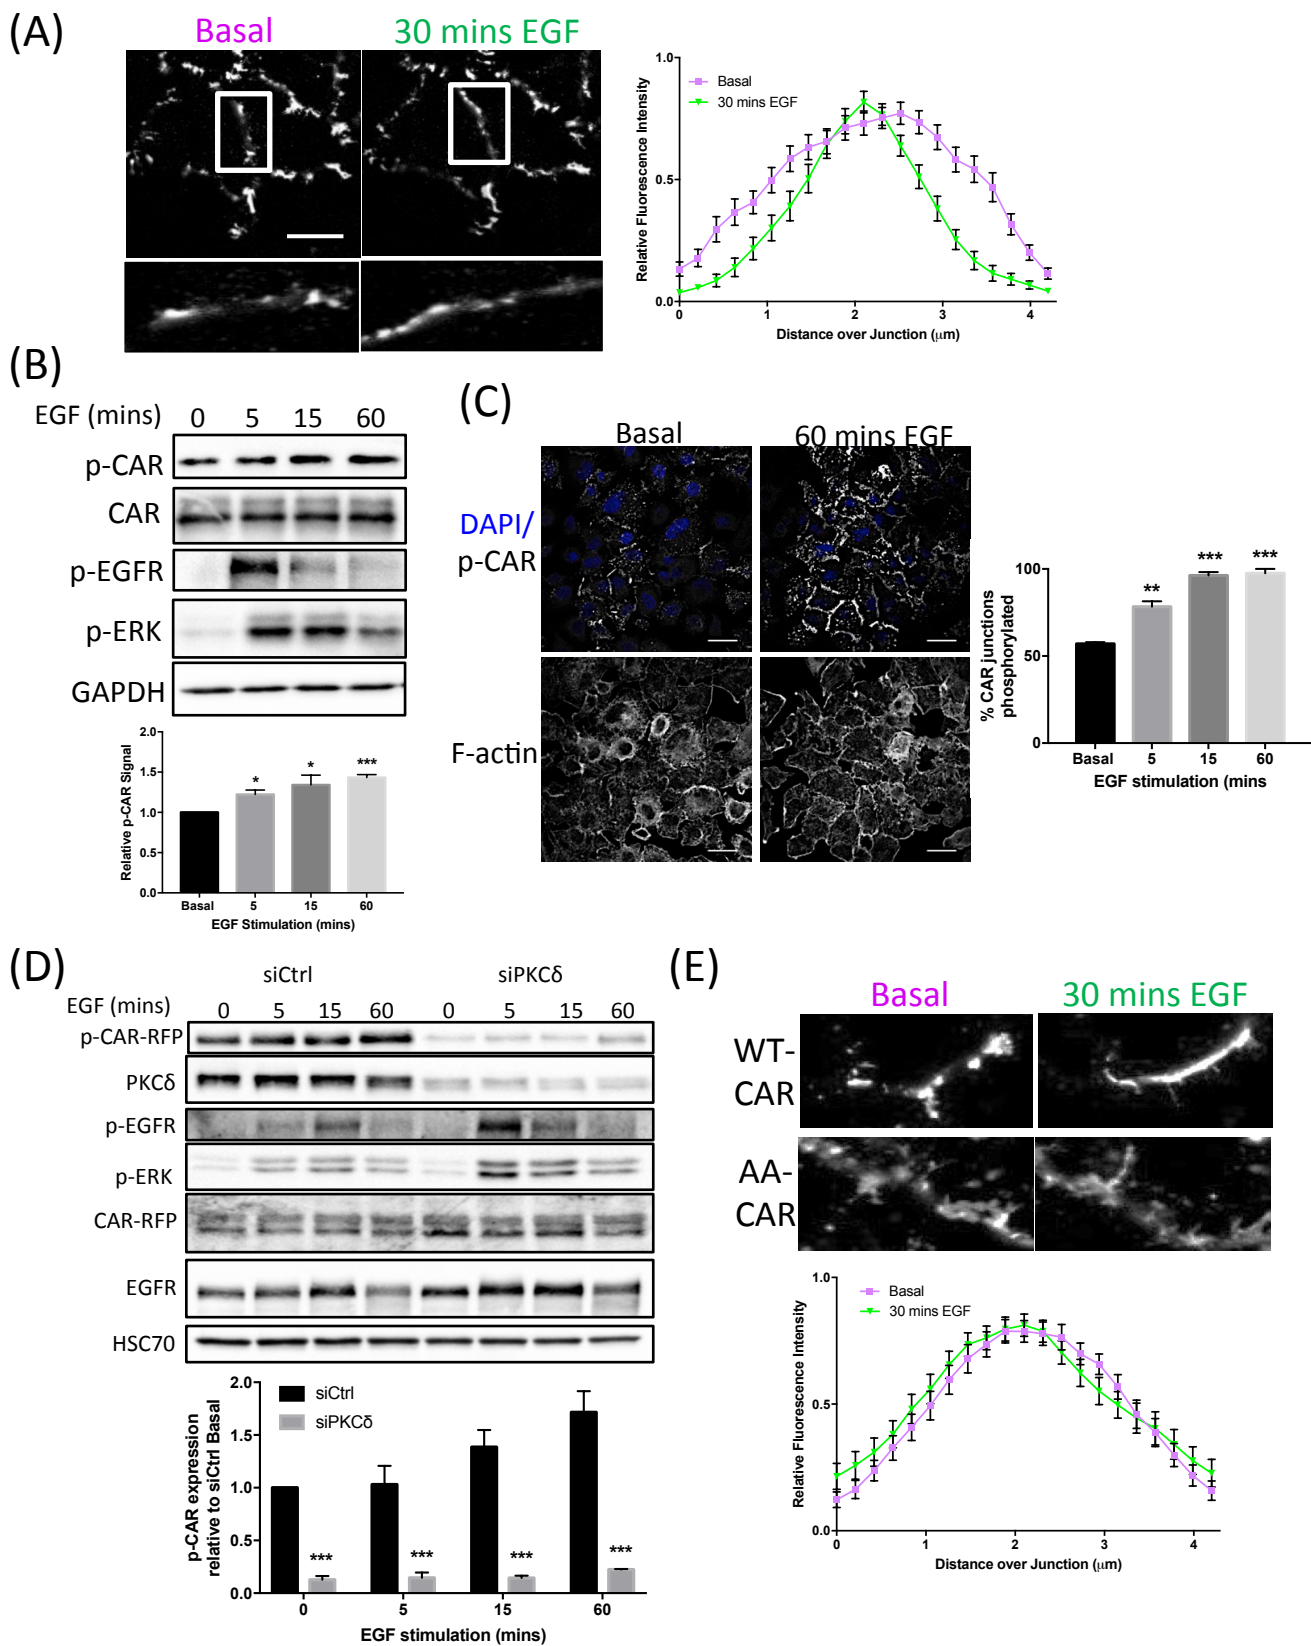 (A)
Basal
30 mins EGF
1.0
0.5
0.0
Relative Fluorescence Intensity
Basal
30 mins EGF
0 1 2 3 4
Distance over Junction (μm)
(B)
EGF (mins) 0 5 15 60
p-CAR
CAR
p-EGFR
p-ERK
GAPDH
2.0
1.5
1.0
0.5
0.0
Relative p-CAR Signal
* * ***
Basal 5 15 60
EGF Stimulation (mins)
(C)
Basal
60 mins EGF
DAPI/
p-CAR
F-actin
100
50
0
% CAR junctions
phosphorylated
** *** ***
Basal 5 15 60
EGF stimulation (mins
(D)
siCtrl siPKCδ
EGF (mins) 0 5 15 60 0 5 15 60
p-CAR-RFP
PKCδ
p-EGFR
p-ERK
CAR-RFP
EGFR
HSC70
2.0
1.5
1.0
0.5
0.0
p-CAR expression
relative to siCtrl Basal
siCtrl
siPKCδ
*** *** *** ***
0 5 15 60
EGF stimulation (mins)
(E)
Basal
30 mins EGF
WT-
CAR
AA-
CAR
1.0
0.5
0.0
Relative Fluorescence Intensity
Basal
30 mins EGF
0 1 2 3 4
Distance over Junction (μm)